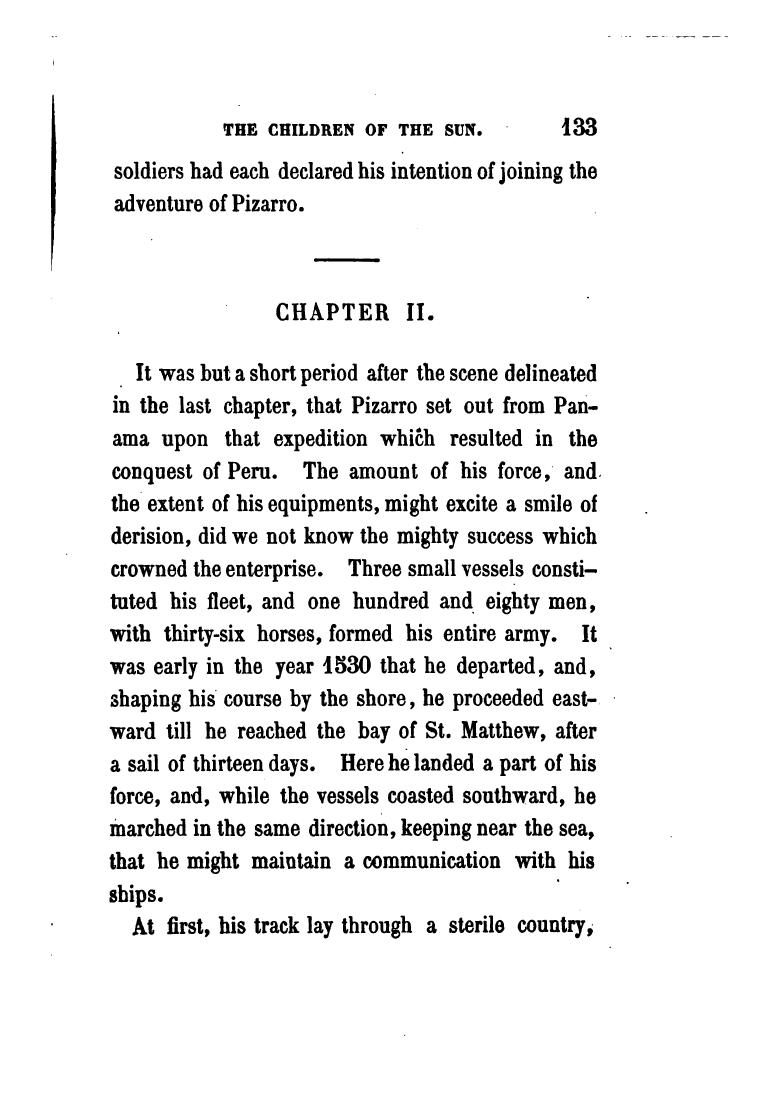 THE CHILDREN OF THE SUN. 133
soldiers had each declared his intention of joining the
adventure of Pizarro.
CHAPTER II.
It was but a short period after the scene delineated
in the last chapter, that Pizarro set out from Pan-
ama upon that expedition which resulted in the
conquest of Peru. The amount of his force, and
the extent of his equipments, might excite a smile of
derision, did we not know the mighty success which
crowned the enterprise. Three small vessels consti-
tuted his fleet, and one hundred and eighty men,
with thirty-six horses, formed his entire army. It
was early in the year 1530 that he departed, and,
shaping his course by the shore, he proceeded east-
ward till he reached the bay of St. Matthew, after
a sail of thirteen days. Here he landed a part of his
force, and, while the vessels coasted southward, he
marched in the same direction, keeping near the sea,
that he might maintain a communication with his
ships.
At first, his track lay through a sterile country,